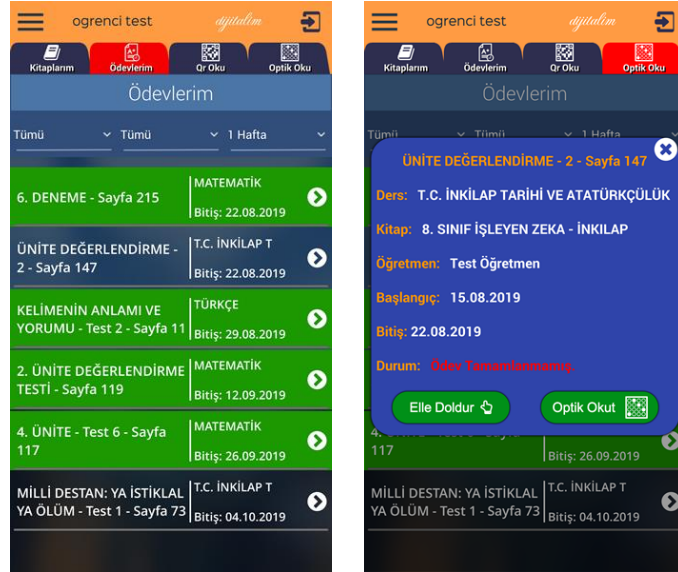 ogrenci test
dijitalim
Kitaplarım
Ödevlerim
Qr Oku
Optik Oku
Ödevlerim
Tümü
Tümü
1 Hafta
6. DENEME - Sayfa 215
MATEMATİK
Bitiş: 22.08.2019
ÜNİTE DEĞERLENDİRME -
2 - Sayfa 147
T.C. İNKİLAP T
Bitiş: 22.08.2019
KELİMENİN ANLAMI VE
YORUMU - Test 2 - Sayfa 11
TÜRKÇE
Bitiş: 29.08.2019
2. ÜNİTE DEĞERLENDİRME
TESTİ - Sayfa 119
MATEMATİK
Bitiş: 12.09.2019
4. ÜNİTE - Test 6 - Sayfa
117
MATEMATİK
Bitiş: 26.09.2019
MİLLİ DESTAN: YA İSTİKLAL
YA ÖLÜM - Test 1 - Sayfa 73
T.C. İNKİLAP T
Bitiş: 04.10.2019
ogrenci test
dijitalim
Kitaplarım
Ödevlerim
Qr Oku
Optik Oku
Ödevlerim
Tümü
Tümü
1 Hafta
ÜNİTE DEĞERLENDİRME - 2 - Sayfa 147
Ders: T.C. İNKİLAP TARİHİ VE ATATÜRKÇÜLÜK
Kitap: 8. SINIF İŞLEYEN ZEKA - İNKILAP
Öğretmen: Test Öğretmen
Başlangıç: 15.08.2019
Bitiş: 22.08.2019
Durum: Ödev Tamamlanmamış.
Elle Doldur
Optik Okut
117
Bitiş: 26.09.2019
MİLLİ DESTAN: YA İSTİKLAL
YA ÖLÜM - Test 1 - Sayfa 73
T.C. İNKİLAP T
Bitiş: 04.10.2019